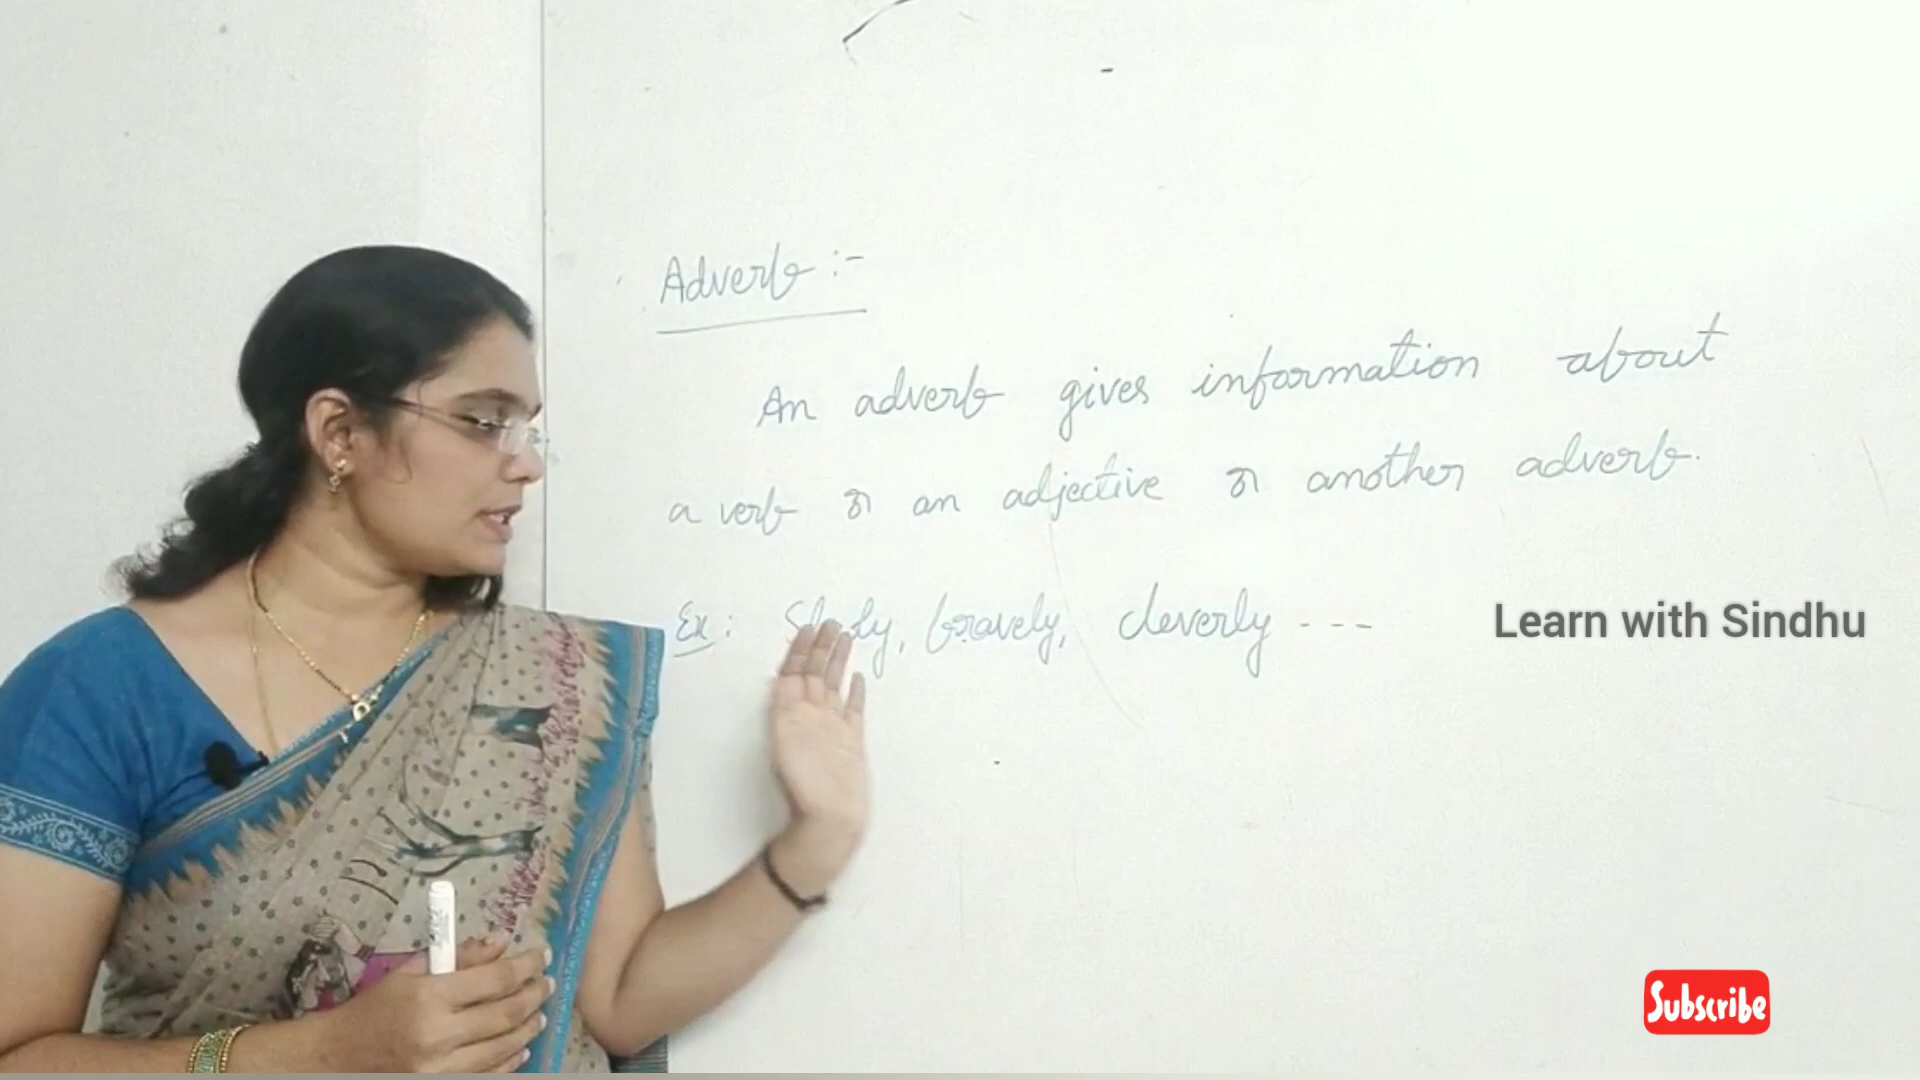 Adverb :-
An adverb gives information about
a verb or an adjective or another adverb.
Ex: bravely, cleverly ---
Learn with Sindhu
Subscribe